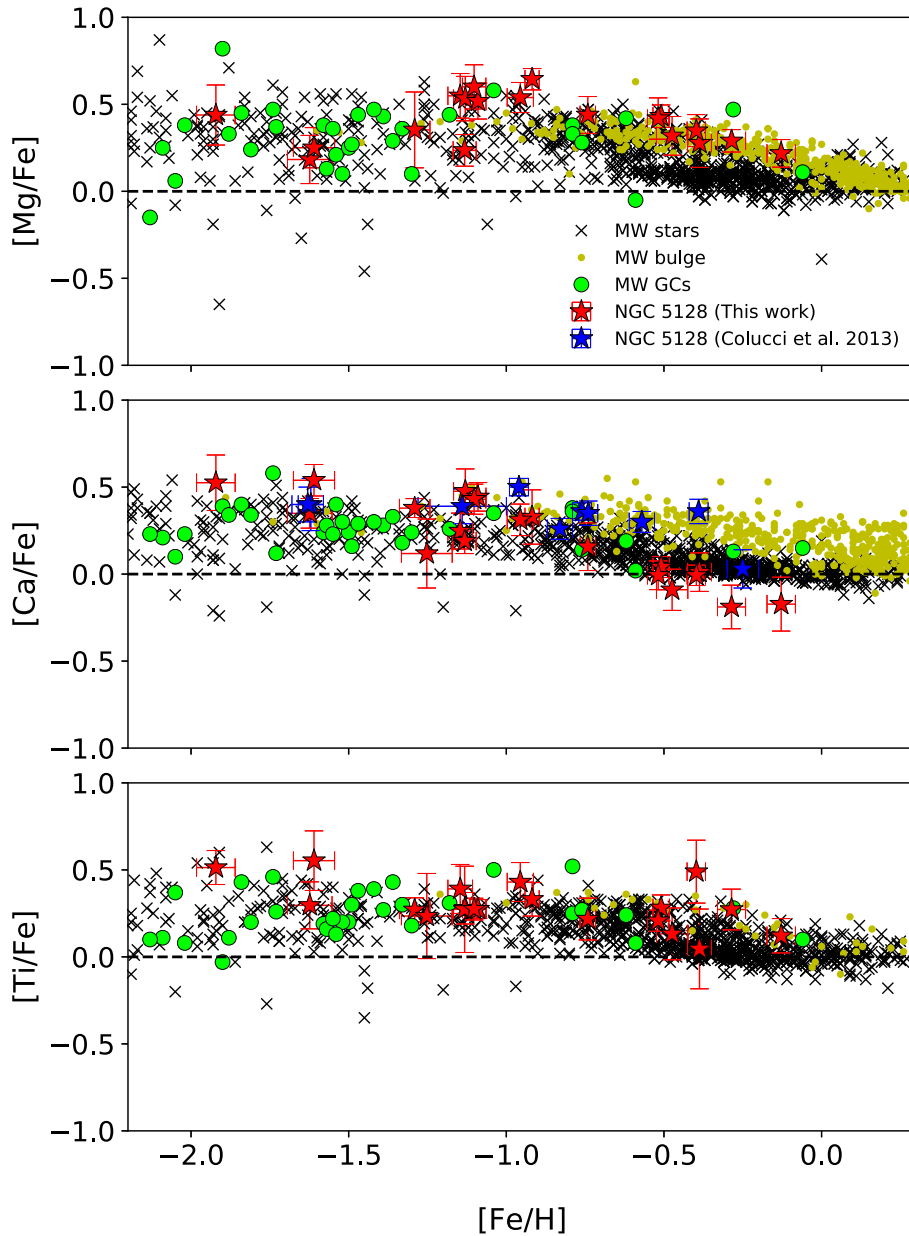 1.0
0.5
0.0
−0.5
−1.0
[Mg/Fe]
MW stars
MW bulge
MW GCs
NGC 5128 (This work)
NGC 5128 (Colucci et al. 2013)
1.0
0.5
0.0
−0.5
−1.0
[Ca/Fe]
1.0
0.5
0.0
−0.5
−1.0
[Ti/Fe]
−2.0 −1.5 −1.0 −0.5 0.0
[Fe/H]